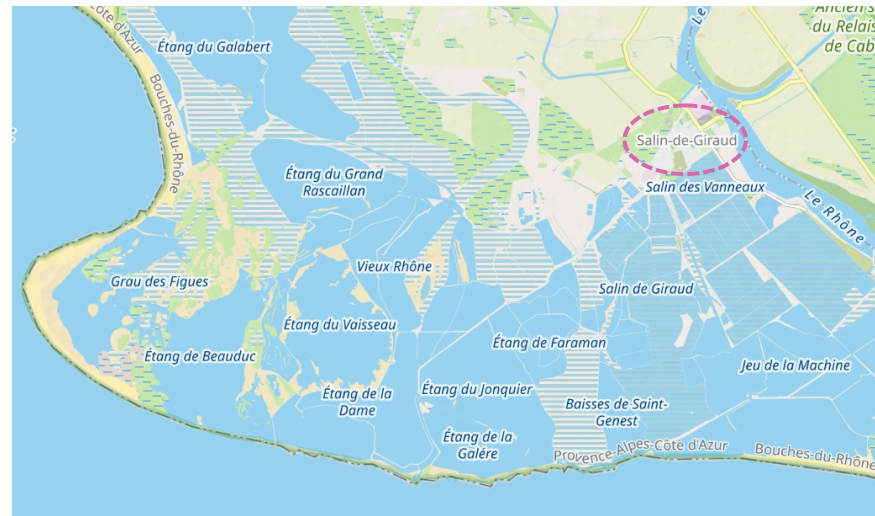 Côte d'Azur
Bouches-du-Rhône
Étang du Galabert
Le
Ancien s
du Relais
de Cab
Salin-de-Giraud
Étang du Grand
Rascaillan
Salin des Vanneaux
Le Rhône
Grau des Figues
Vieux Rhône
Salin de Giraud
Étang du Vaisseau
Étang de Beauduc
Étang de Faraman
Jeu de la Machine
Étang de la
Dame
Étang du Jonquier
Baisses de Saint-
Genest
Étang de la
Galére
Provence-Alpes-Côte d'Azur
Bouches-du-Rhône